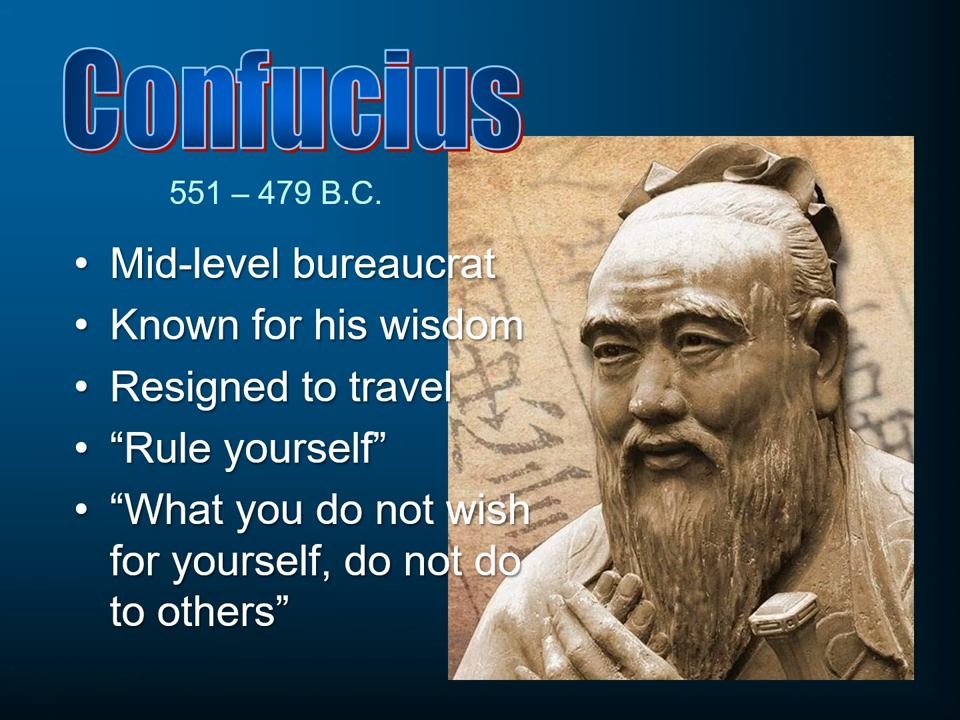 Confucius
551 – 479 B.C.
• Mid-level bureaucrat
• Known for his wisdom
• Resigned to travel
• “Rule yourself”
• “What you do not wish
for yourself, do not do
to others”